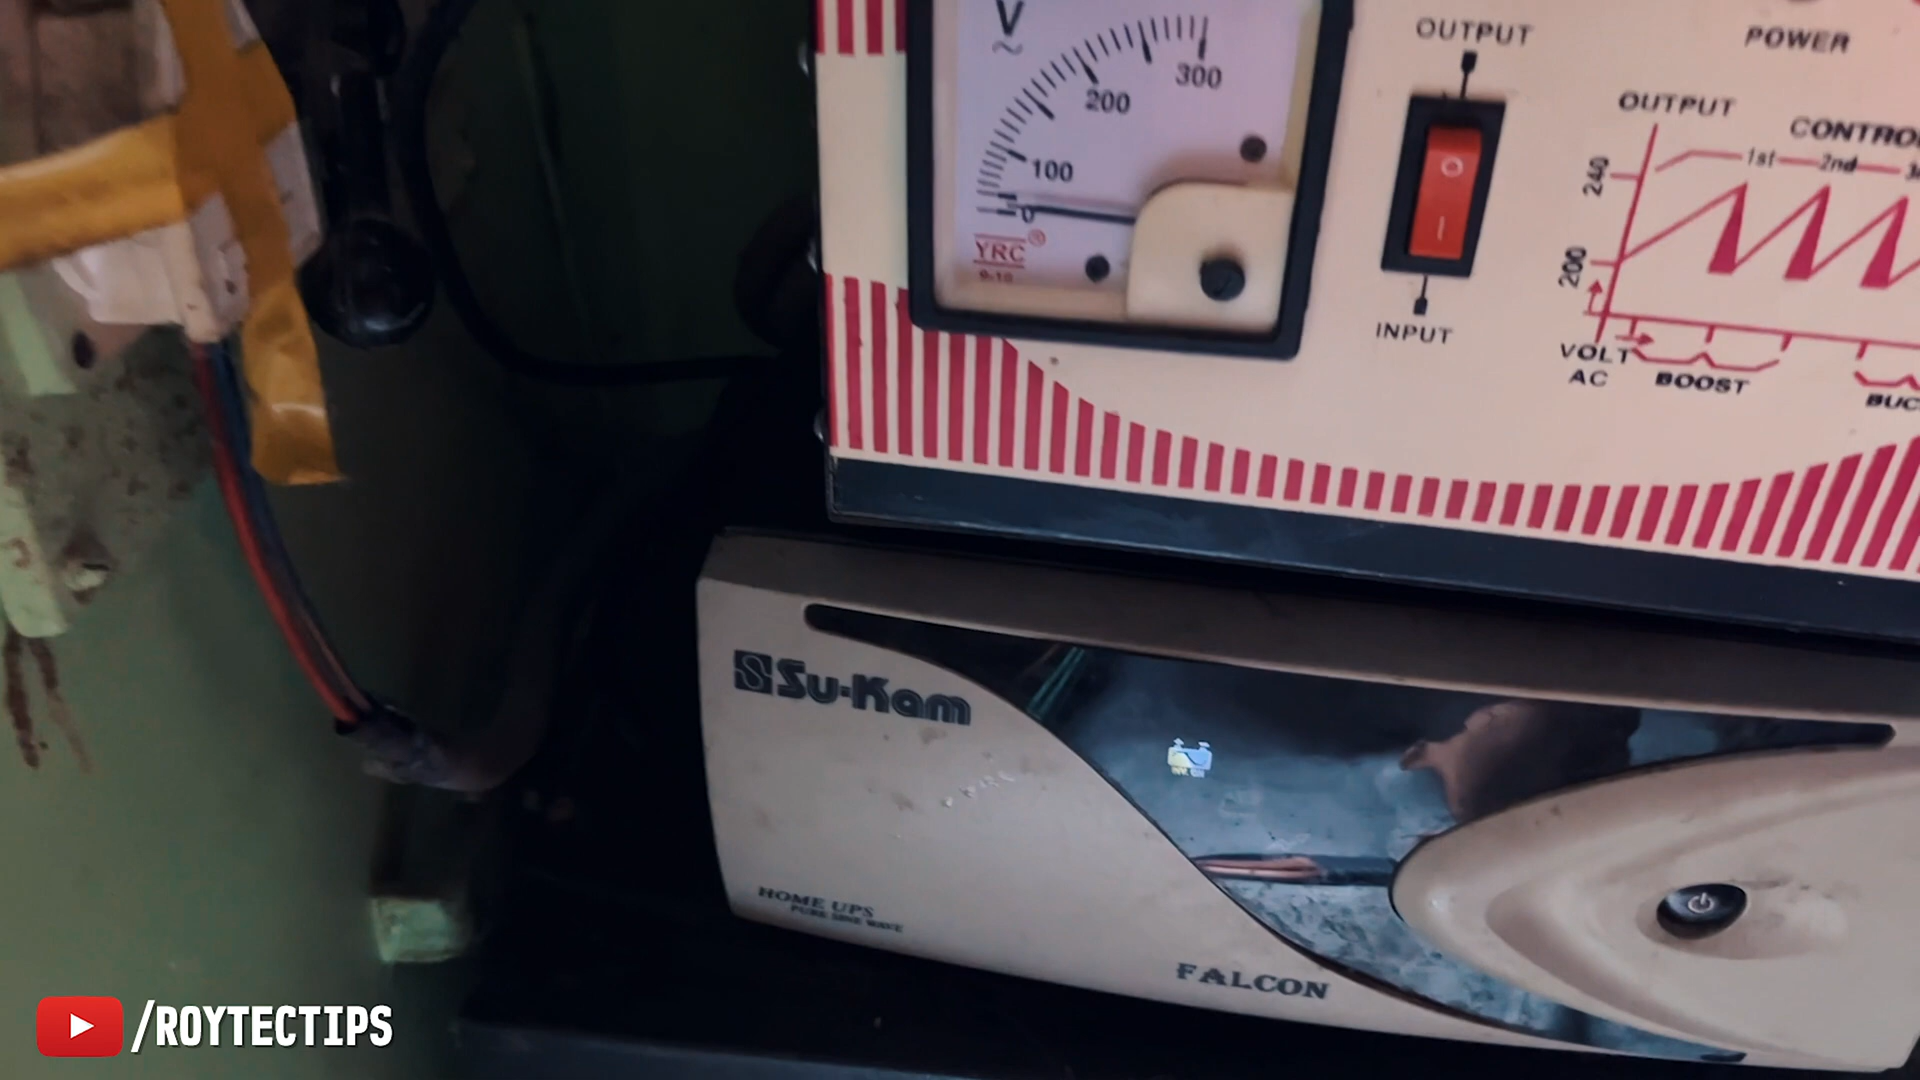 V
~
100
200
300
0
YRC®
OUTPUT
INPUT
POWER
OUTPUT
CONTRO
1st
2nd
240
200
VOLT
AC
BOOST
BUC
Su-Kam
HOME UPS
PURE SINE WAVE
FALCON
/ROYTECTIPS